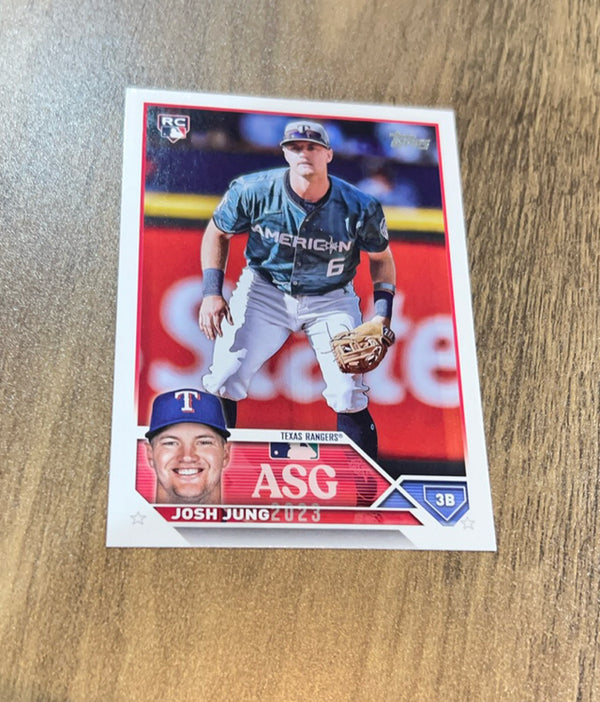 RC
Topps
T
AMERICAN
6
State
T
TEXAS RANGERS®
ASG
JOSH JUNG 2023
3B